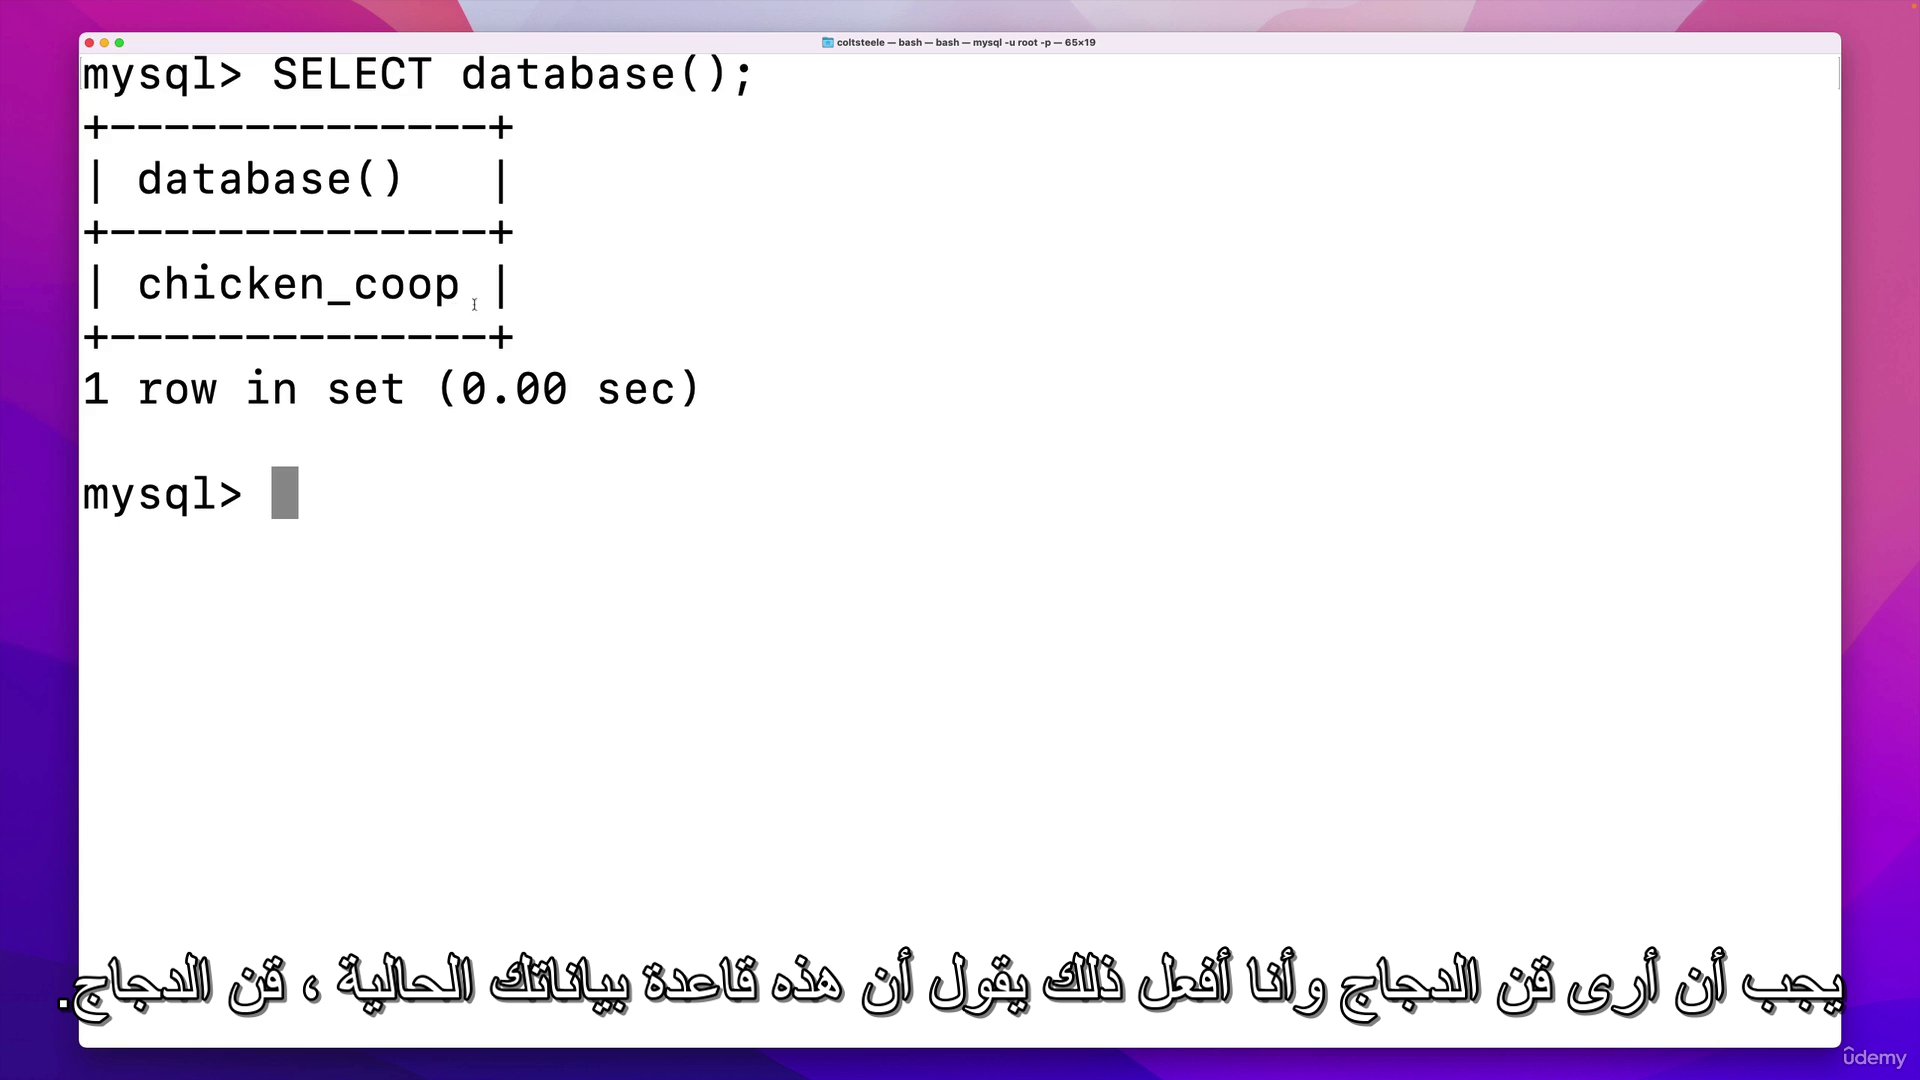 coltsteele — bash — bash — mysql -u root -p — 65×19
mysql> SELECT database();
+--------------+
| database()   |
+--------------+
| chicken_coop |
+--------------+
1 row in set (0.00 sec)
mysql>
يجب أن أرى قن الدجاج وأنا أفعل ذلك يقول أن هذه قاعدة بياناتك الحالية ، قن الدجاج.
ûdemy